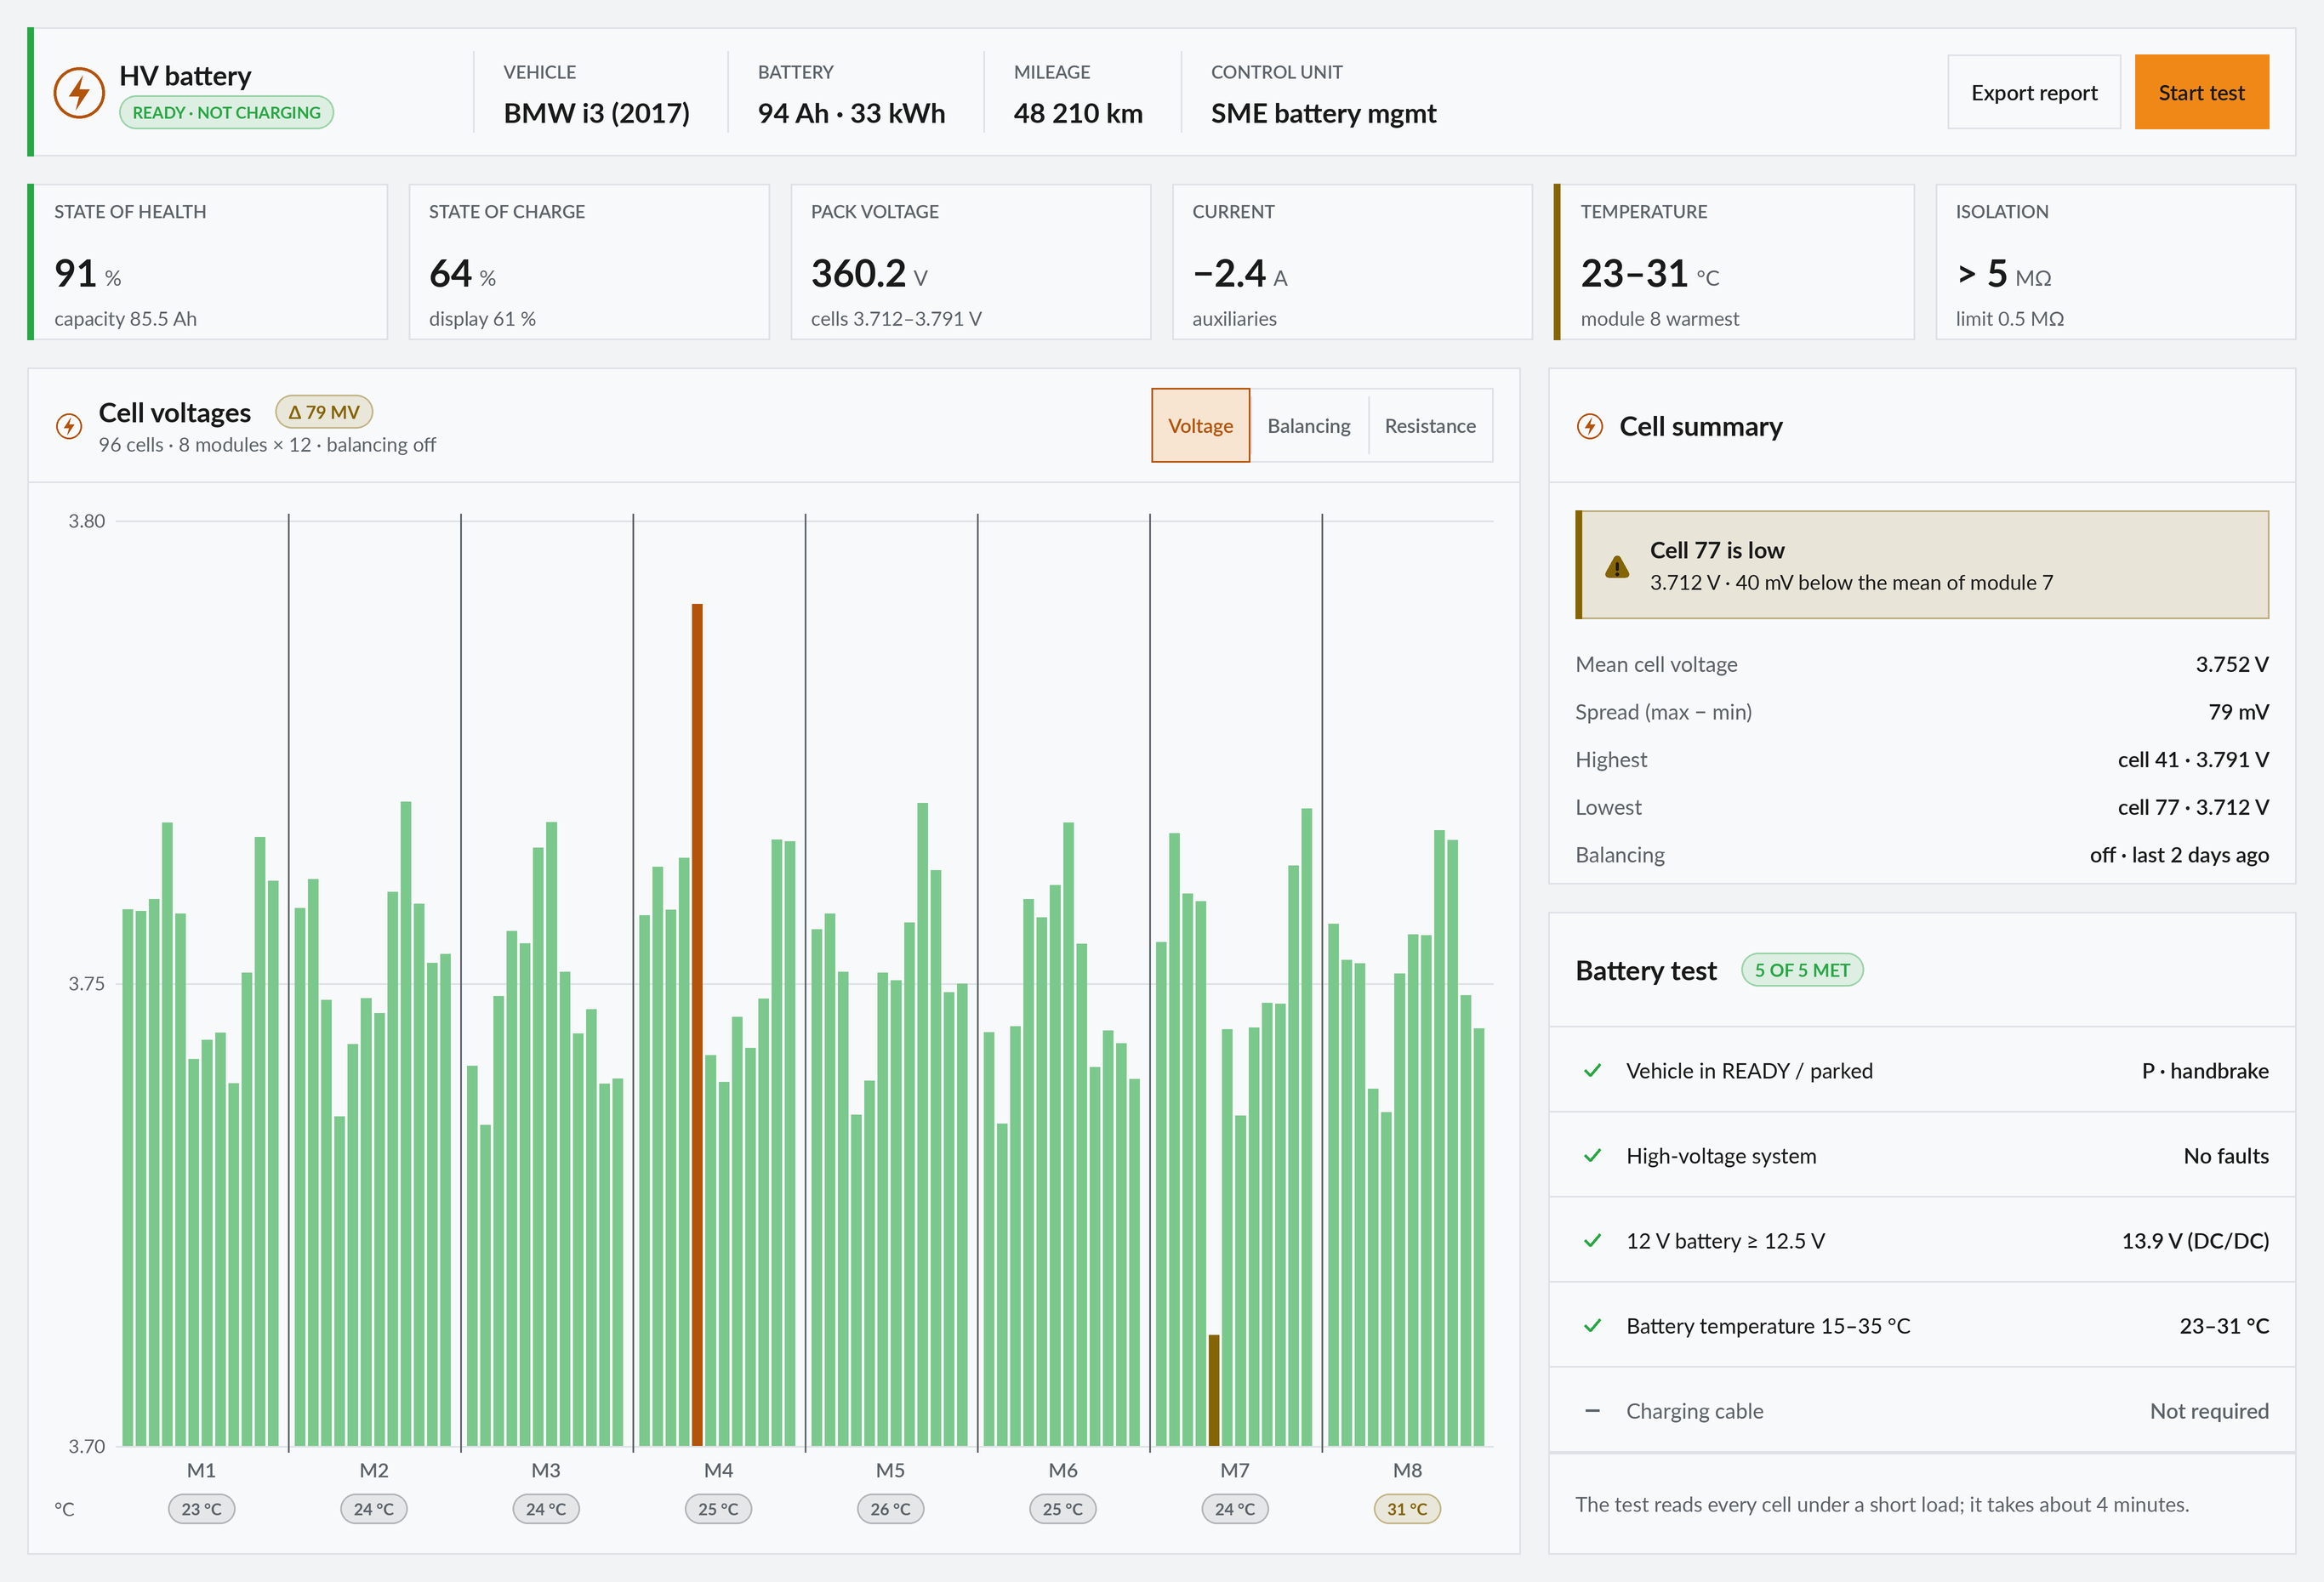 HV battery
READY · NOT CHARGING
VEHICLE
BMW i3 (2017)
BATTERY
94 Ah · 33 kWh
MILEAGE
48 210 km
CONTROL UNIT
SME battery mgmt
Export report
Start test
STATE OF HEALTH
91 %
capacity 85.5 Ah
STATE OF CHARGE
64 %
display 61 %
PACK VOLTAGE
360.2 V
cells 3.712–3.791 V
CURRENT
−2.4 A
auxiliaries
TEMPERATURE
23–31 °C
module 8 warmest
ISOLATION
> 5 MΩ
limit 0.5 MΩ
Cell voltages
Δ 79 MV
96 cells · 8 modules × 12 · balancing off
Voltage
Balancing
Resistance
3.80
3.75
3.70
M1
M2
M3
M4
M5
M6
M7
M8
°C
23 °C
24 °C
24 °C
25 °C
26 °C
25 °C
24 °C
31 °C
Cell summary
Cell 77 is low
3.712 V · 40 mV below the mean of module 7
Mean cell voltage 3.752 V
Spread (max − min) 79 mV
Highest cell 41 · 3.791 V
Lowest cell 77 · 3.712 V
Balancing off · last 2 days ago
Battery test
5 OF 5 MET
Vehicle in READY / parked P · handbrake
High-voltage system No faults
12 V battery ≥ 12.5 V 13.9 V (DC/DC)
Battery temperature 15–35 °C 23–31 °C
Charging cable Not required
The test reads every cell under a short load; it takes about 4 minutes.